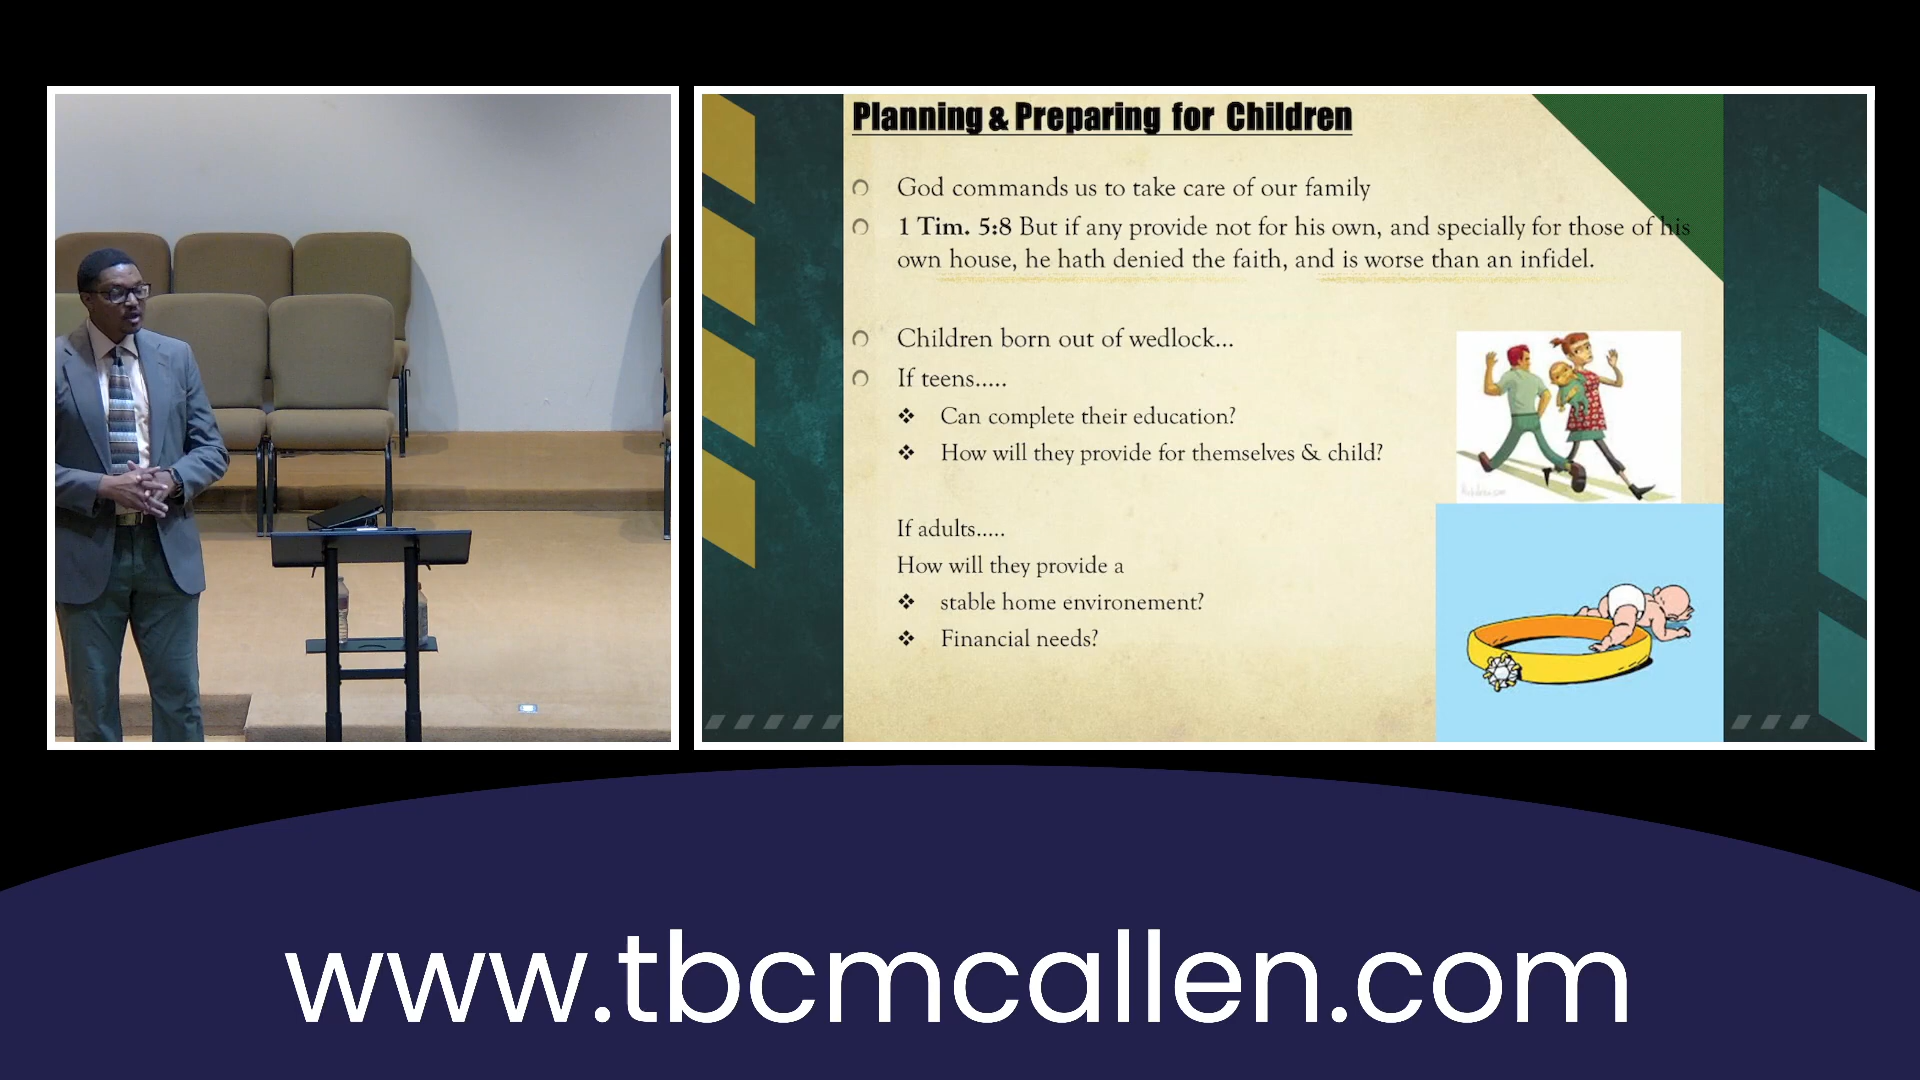 Planning & Preparing for Children
God commands us to take care of our family
1 Tim. 5:8 But if any provide not for his own, and specially for those of his
own house, he hath denied the faith, and is worse than an infidel.
Children born out of wedlock...
If teens.....
Can complete their education?
How will they provide for themselves & child?
If adults.....
How will they provide a
stable home environement?
Financial needs?
www.tbcmcallen.com